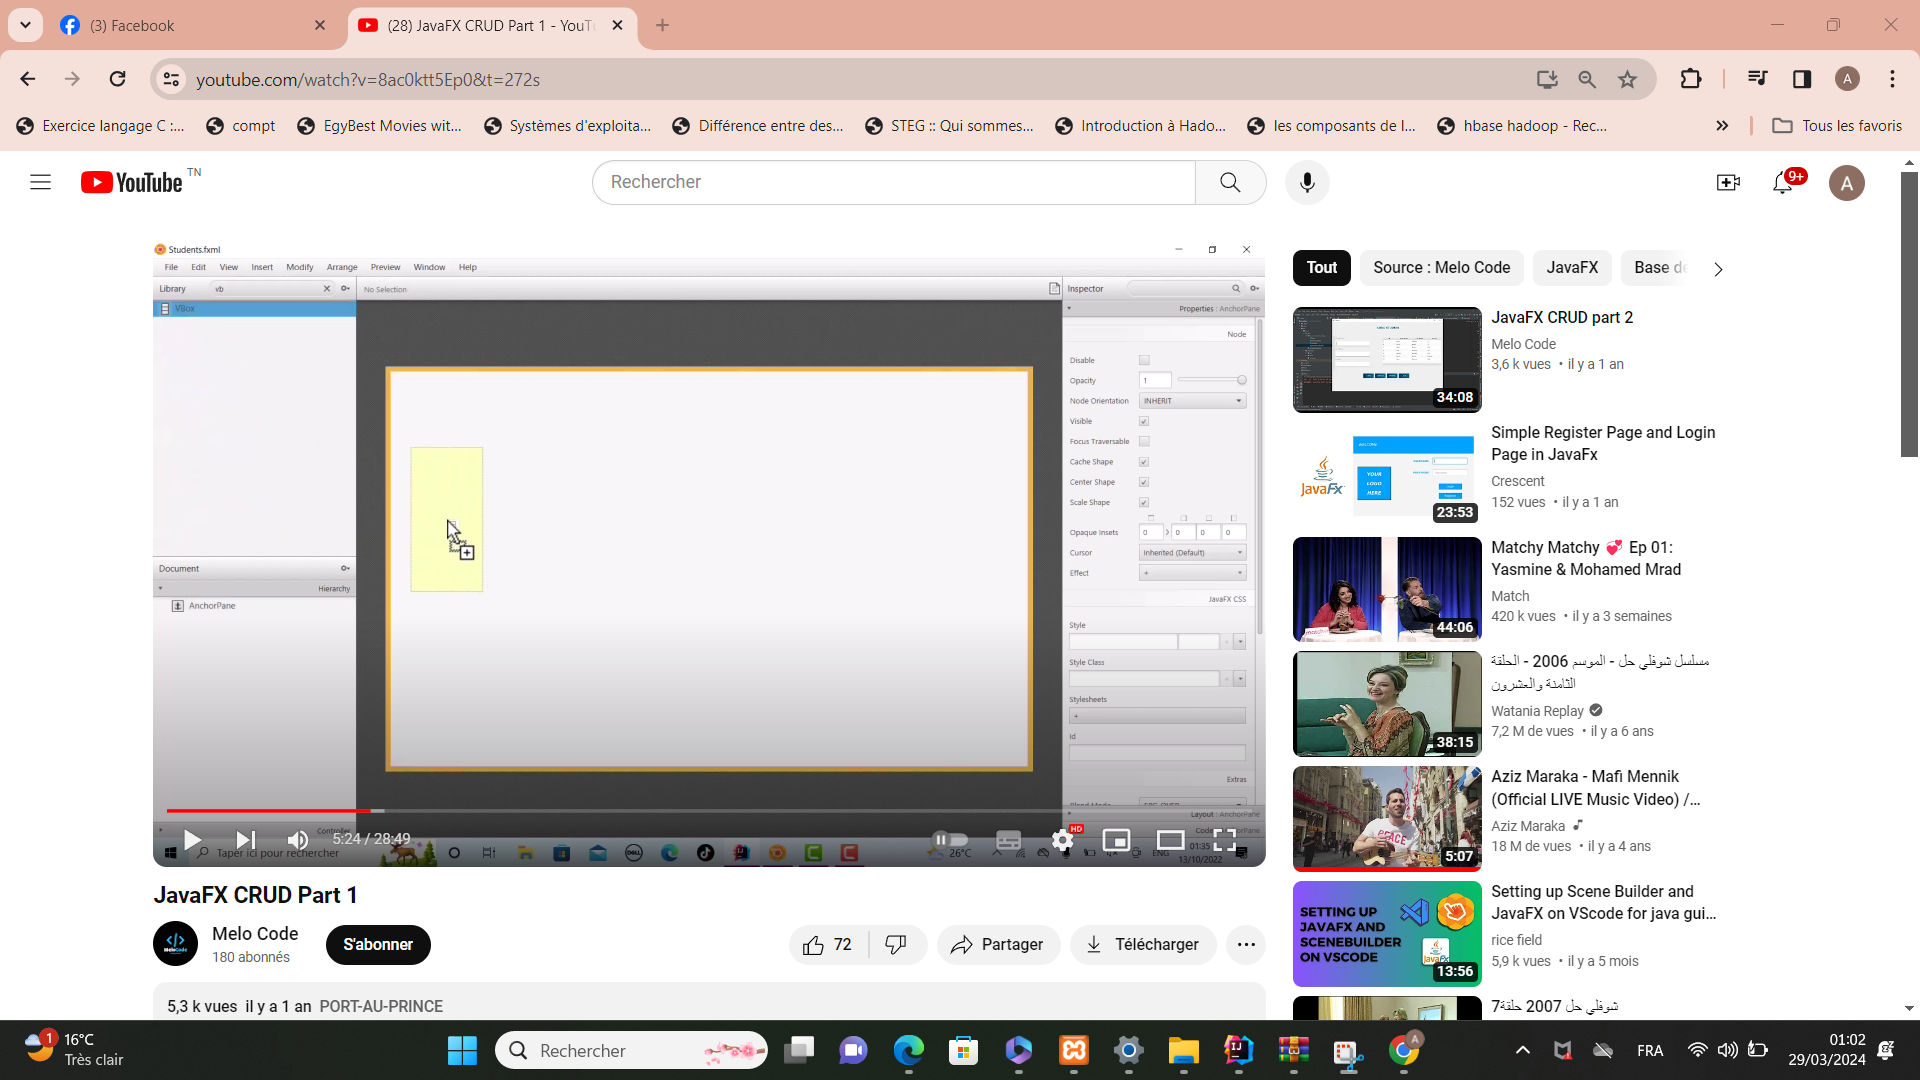 (3) Facebook
(28) JavaFX CRUD Part 1 - YouTu
youtube.com/watch?v=8ac0ktt5Ep0&t=272s
A
Exercice langage C :...
compt
EgyBest Movies wit...
Systèmes d'exploita...
Différence entre des...
STEG :: Qui sommes...
Introduction à Hado...
les composants de l...
hbase hadoop - Rec...
Tous les favoris
YouTube TN
Rechercher
9+
A
Students.fxml
File Edit View Insert Modify Arrange Preview Window Help
Library vb
No Selection
Inspector
VBox
Properties : AnchorPane
Node
Disable
Opacity 1
Node Orientation INHERIT
Visible
Focus Traversable
Cache Shape
Center Shape
Scale Shape
Opaque Insets 0 0 0 0
Cursor Inherited (Default)
Effect +
JavaFX CSS
Style
Style Class
Stylesheets
+
Id
Extras
Document
Hierarchy
AnchorPane
Layout : AnchorPane
Controller
5:24 / 28:49
HD
Taper ici pour rechercher
DELL
26°C
ENG
01:35
13/10/2022
JavaFX CRUD Part 1
Melo Code
180 abonnés
S'abonner
72
Partager
Télécharger
5,3 k vues il y a 1 an PORT-AU-PRINCE
Tout
Source : Melo Code
JavaFX
Base de
34:08
JavaFX CRUD part 2
Melo Code
3,6 k vues • il y a 1 an
JavaFx
YOUR
LOGO
HERE
23:53
Simple Register Page and Login
Page in JavaFx
Crescent
152 vues • il y a 1 an
44:06
Matchy Matchy 💞 Ep 01:
Yasmine & Mohamed Mrad
Match
420 k vues • il y a 3 semaines
38:15
مسلسل شوفلي حل - الموسم 2006 - الحلقة
الثامنة والعشرون
Watania Replay
7,2 M de vues • il y a 6 ans
PEACE
5:07
Aziz Maraka - Mafi Mennik
(Official LIVE Music Video) /...
Aziz Maraka
18 M de vues • il y a 4 ans
SETTING UP
JAVAFX AND
SCENEBUILDER
ON VSCODE
Java
13:56
Setting up Scene Builder and
JavaFX on VScode for java gui...
rice field
5,9 k vues • il y a 5 mois
شوفلي حل 2007 حلقة7
1
16°C
Très clair
Rechercher
FRA
01:02
29/03/2024